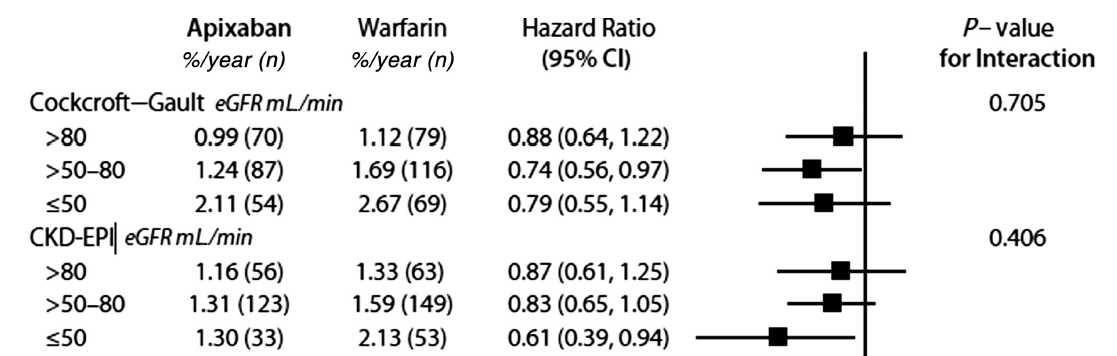 Apixaban Warfarin Hazard Ratio P– value
%/year (n) %/year (n) (95% CI) for Interaction
Cockcroft–Gault eGFR mL/min 0.705
>80 0.99 (70) 1.12 (79) 0.88 (0.64, 1.22)
>50–80 1.24 (87) 1.69 (116) 0.74 (0.56, 0.97)
≤50 2.11 (54) 2.67 (69) 0.79 (0.55, 1.14)
CKD-EPI eGFR mL/min 0.406
>80 1.16 (56) 1.33 (63) 0.87 (0.61, 1.25)
>50–80 1.31 (123) 1.59 (149) 0.83 (0.65, 1.05)
≤50 1.30 (33) 2.13 (53) 0.61 (0.39, 0.94)